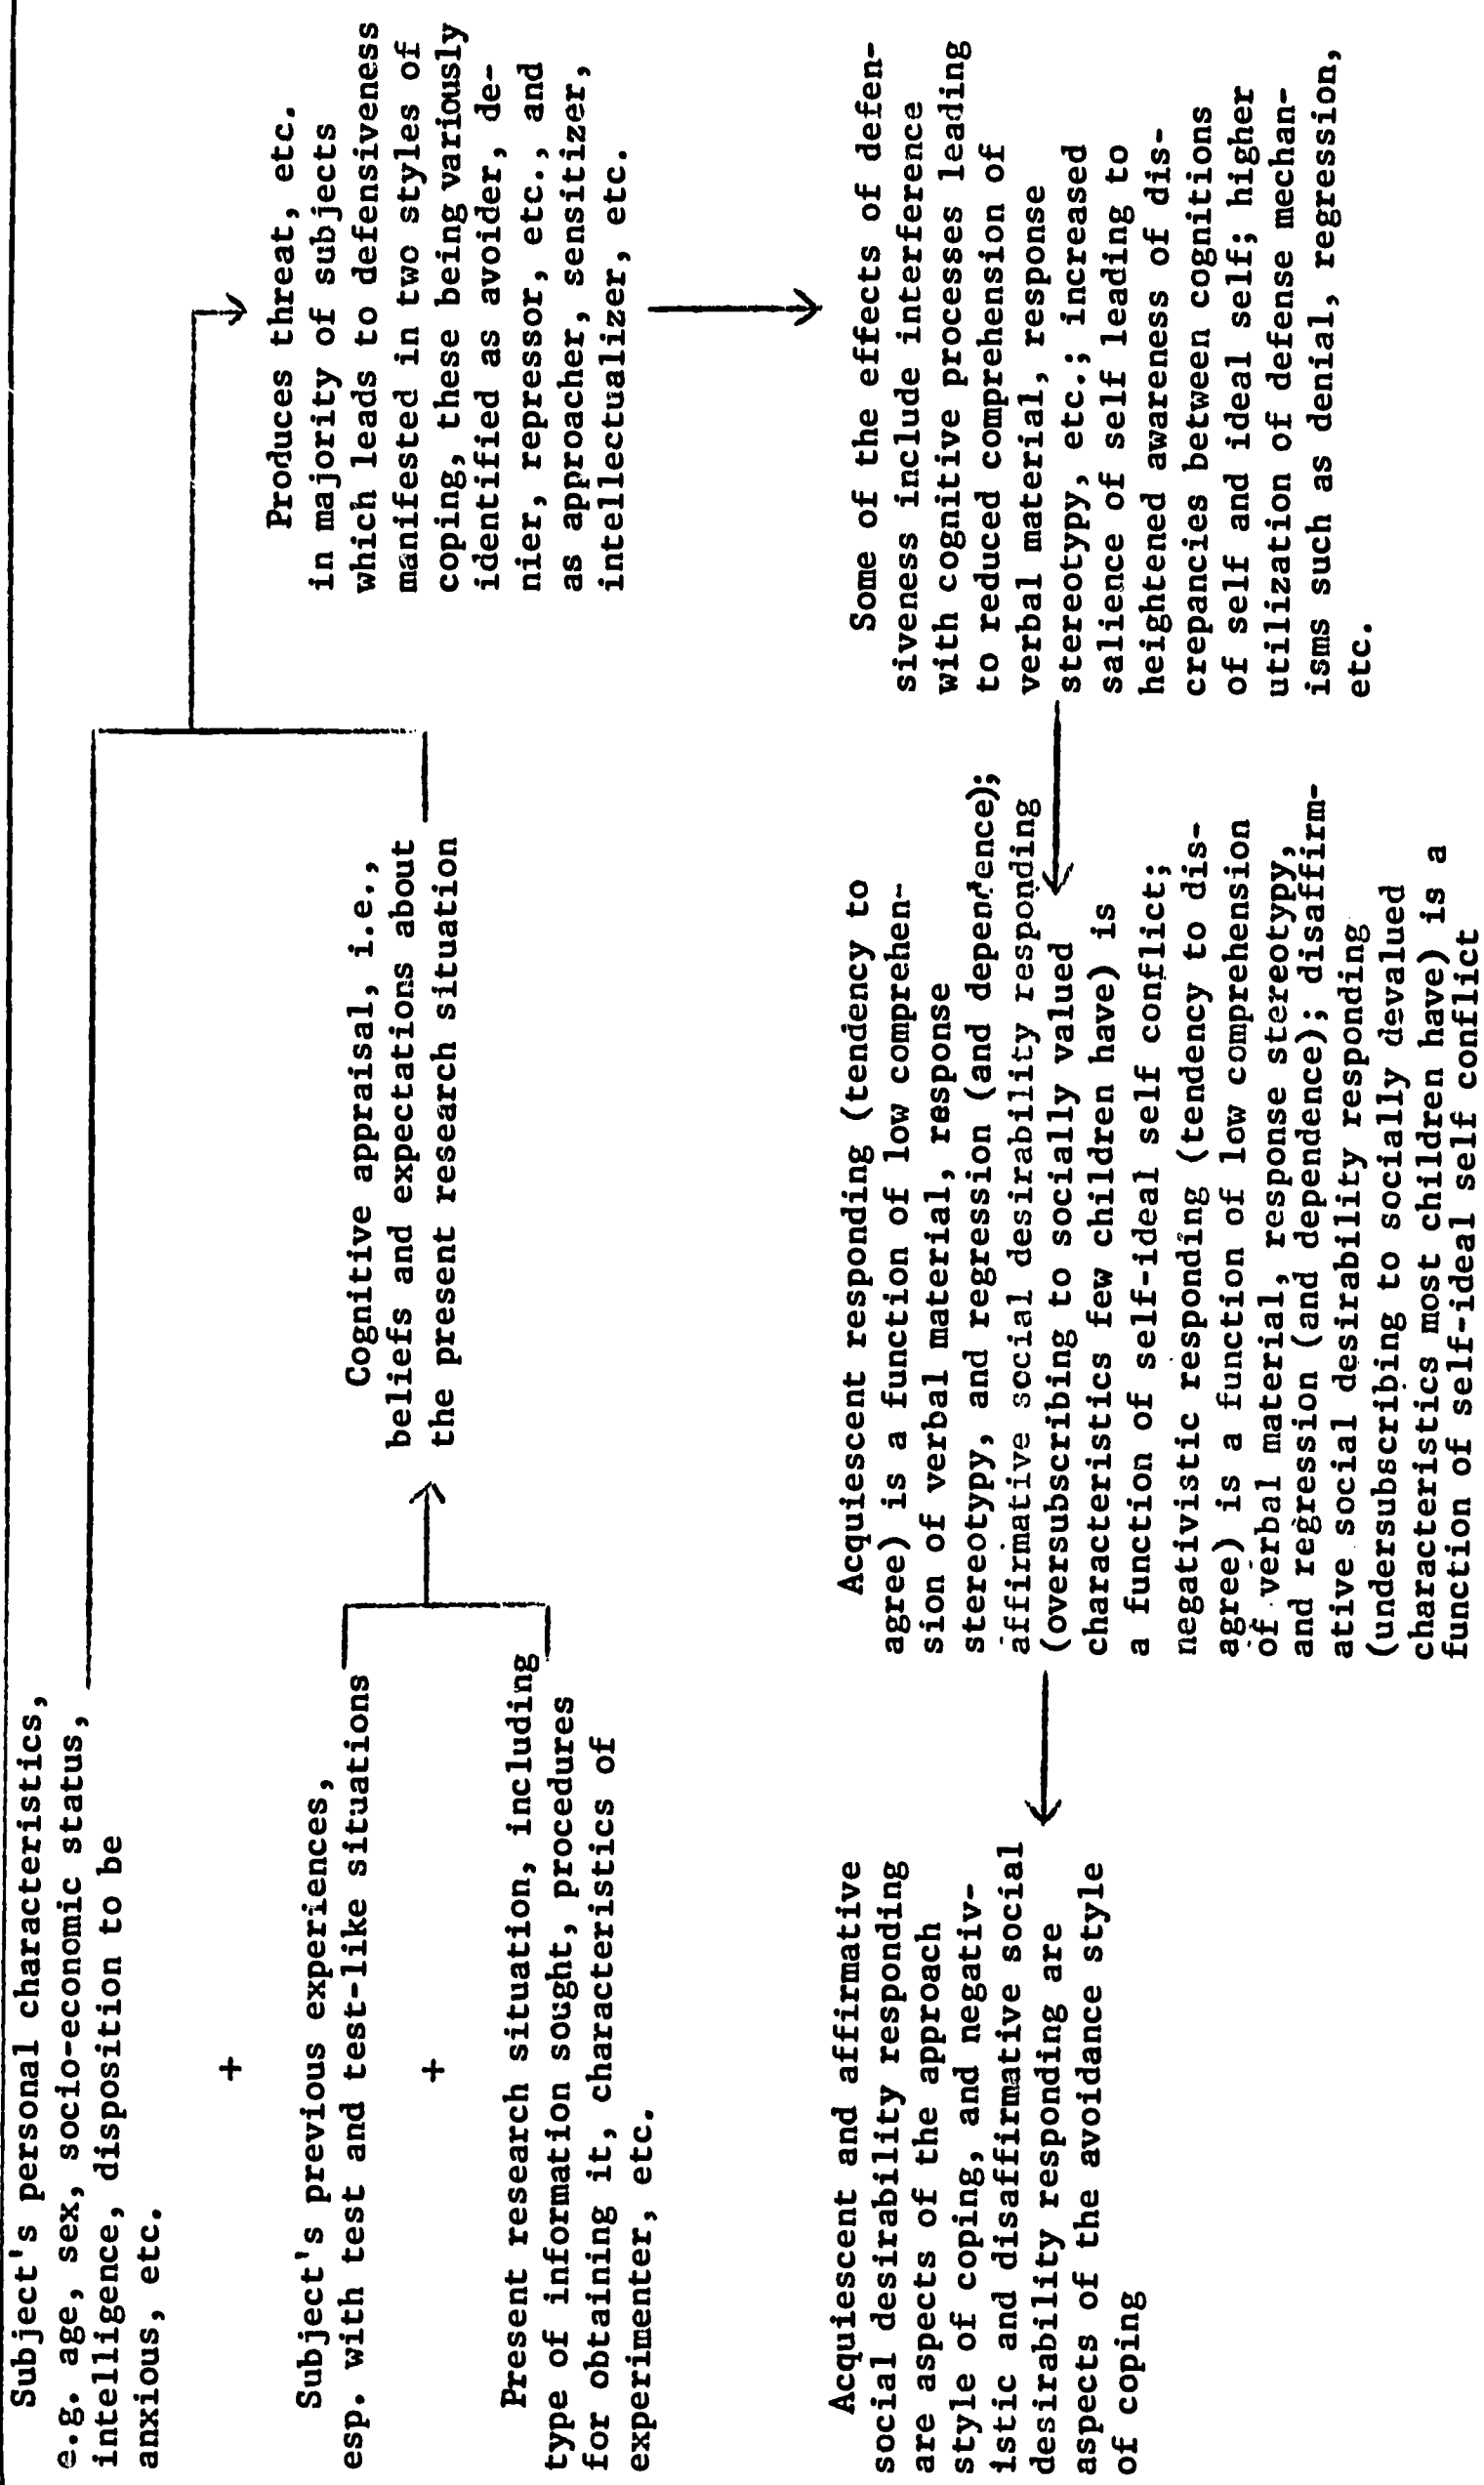 Subject's personal characteristics,
e.g. age, sex, socio-economic status,
intelligence, disposition to be
anxious, etc.
+
Subject's previous experiences,
esp. with test and test-like situations
+
Present research situation, including
type of information sought, procedures
for obtaining it, characteristics of
experimenter, etc.
Cognitive appraisal, i.e.,
beliefs and expectations about
the present research situation
Produces threat, etc.
in majority of subjects
which leads to defensiveness
manifested in two styles of
coping, these being variously
identified as avoider, de-
nier, repressor, etc., and
as approacher, sensitizer,
intellectualizer, etc.
Some of the effects of defen-
siveness include interference
with cognitive processes leading
to reduced comprehension of
verbal material, response
stereotypy, etc.; increased
salience of self leading to
heightened awareness of dis-
crepancies between cognitions
of self and ideal self; higher
utilization of defense mechan-
isms such as denial, regression,
etc.
Acquiescent responding (tendency to
agree) is a function of low comprehen-
sion of verbal material, response
stereotypy, and regression (and dependence);
affirmative social desirability responding
(oversubscribing to socially valued
characteristics few children have) is
a function of self-ideal self conflict;
negativistic responding (tendency to dis-
agree) is a function of low comprehension
of verbal material, response stereotypy,
and regression (and dependence); disaffirm-
ative social desirability responding
(undersubscribing to socially devalued
characteristics most children have) is a
function of self-ideal self conflict
Acquiescent and affirmative
social desirability responding
are aspects of the approach
style of coping, and negativ-
istic and disaffirmative social
desirability responding are
aspects of the avoidance style
of coping